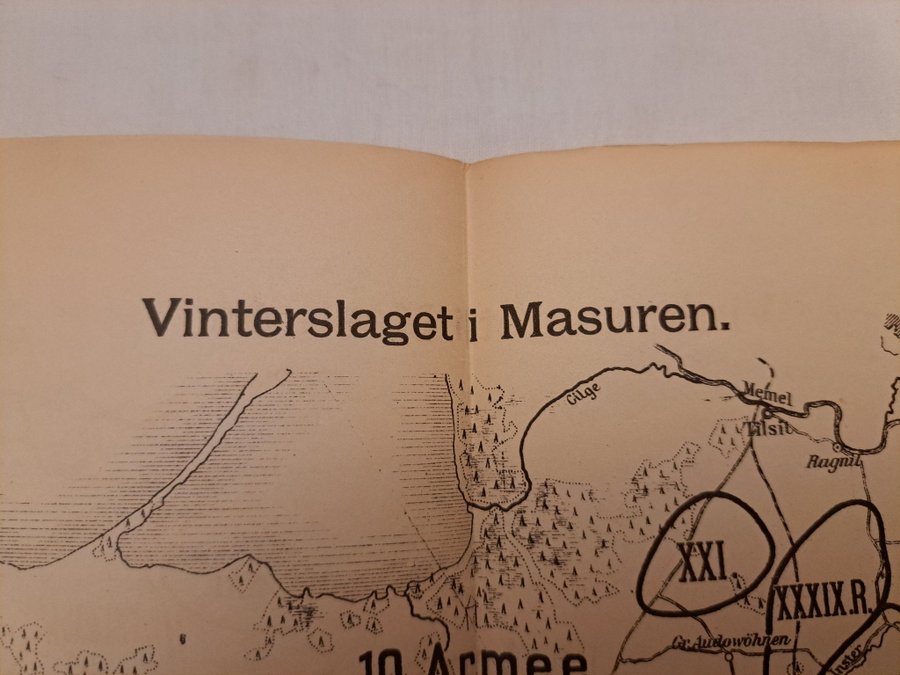 Vinterslaget i Masuren.
Gilge
Memel
Tilsit
Ragnit
XXI.
XXXIX.R.
Gr. Audowöhnen
10. Armee
Inster